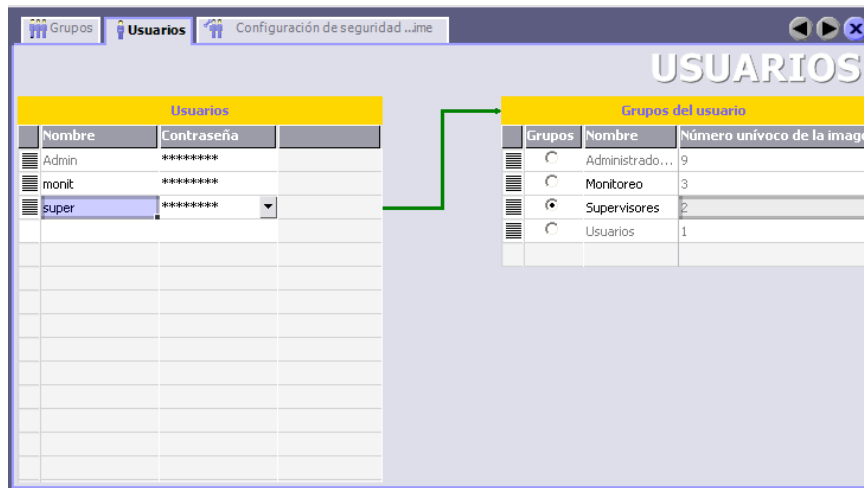 Grupos Usuarios Configuración de seguridad ...ime
USUARIOS
Usuarios Grupos del usuario
Nombre Contraseña Grupos Nombre Número unívoco de la image
Admin ******** Administrado... 9
monit ******** Monitoreo 3
super ******** Supervisores 2
Usuarios 1